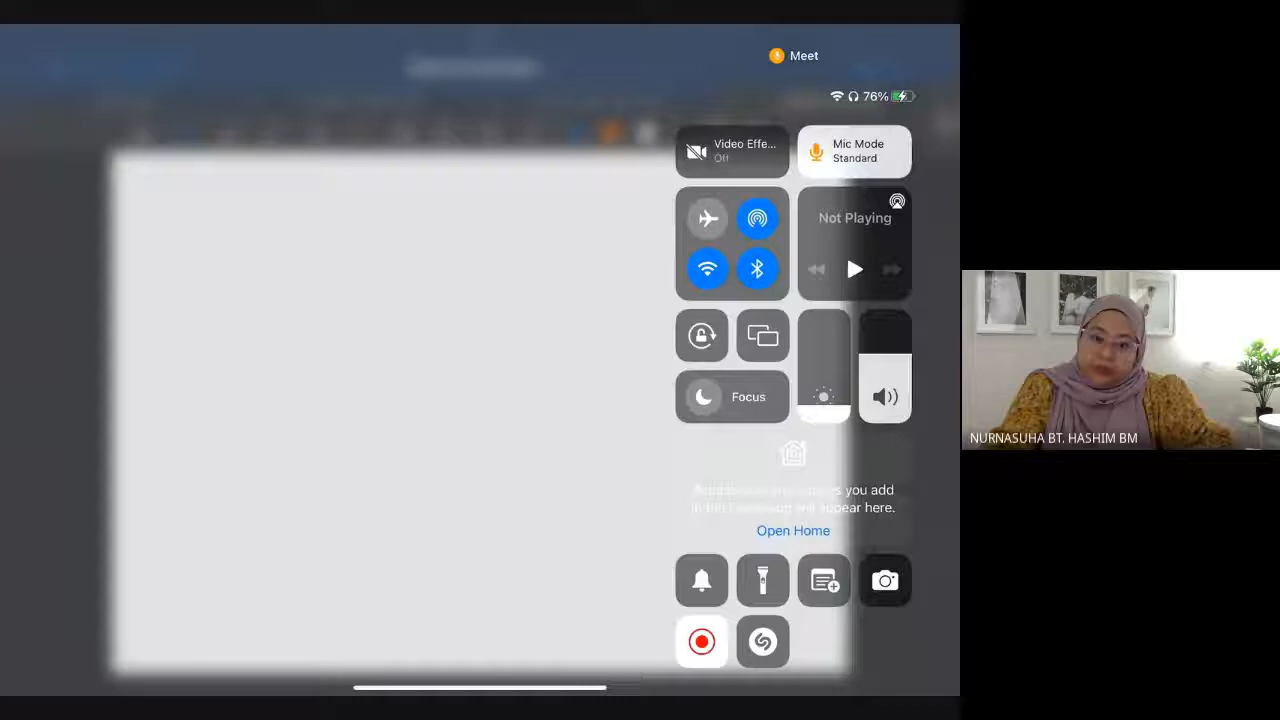 Meet
76%
Video Effe...
Off
Mic Mode
Standard
Not Playing
Focus
you add
appear here.
Open Home
NURNASUHA BT. HASHIM BM